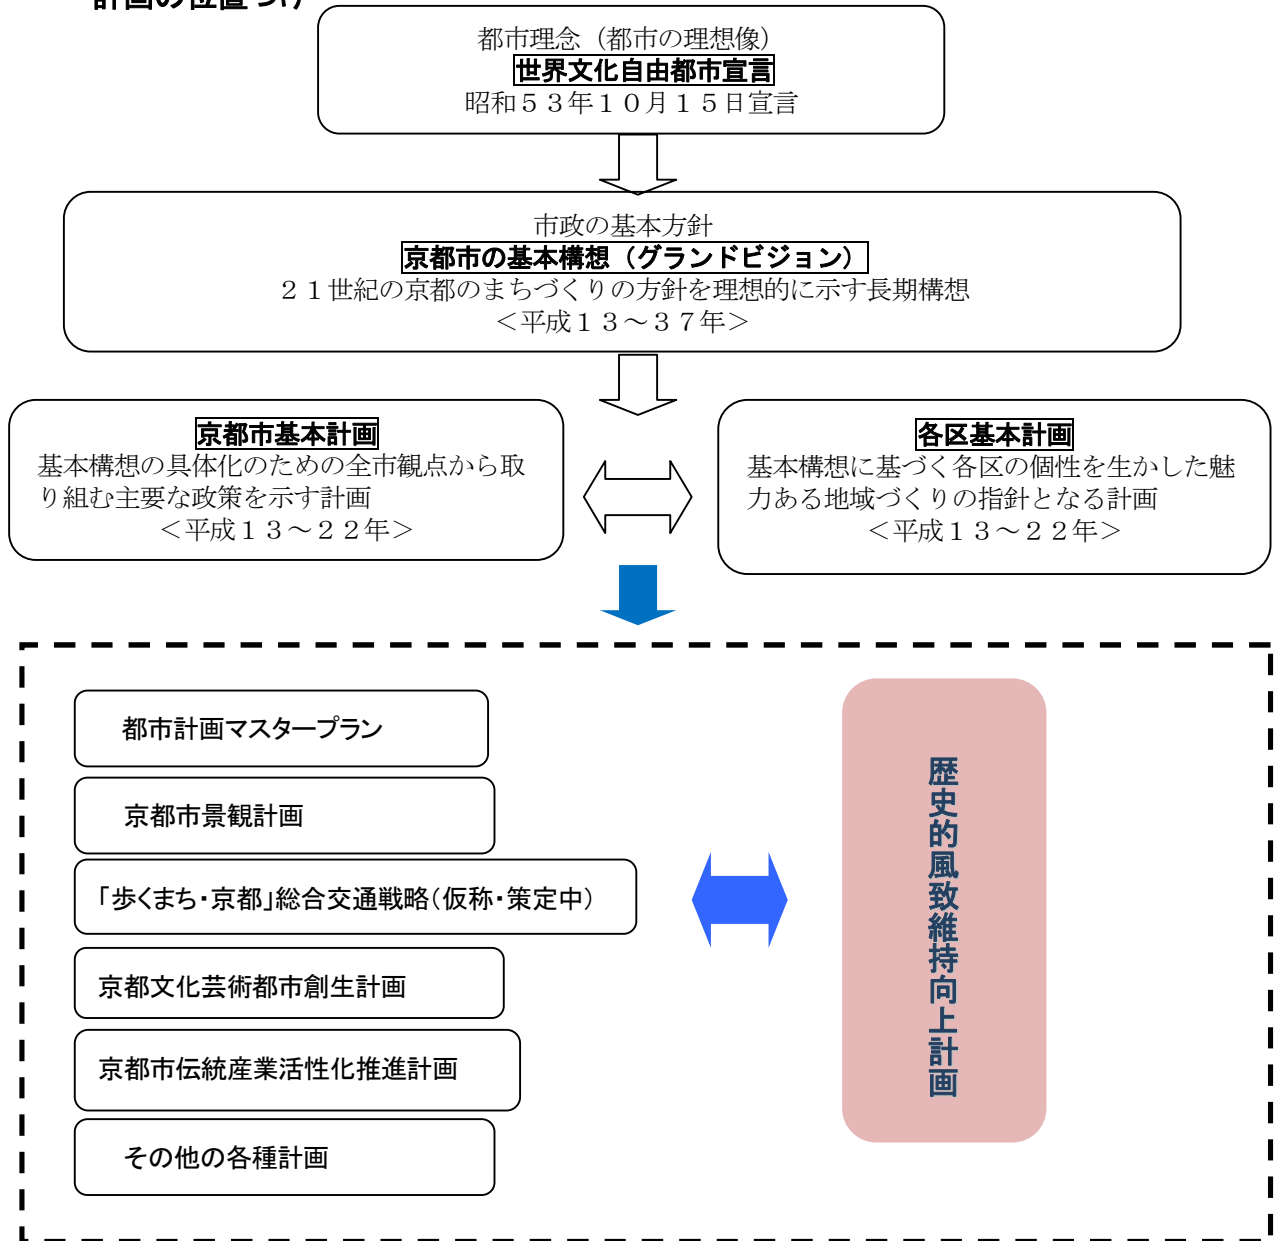 計画の位置づけ
都市理念（都市の理想像）
世界文化自由都市宣言
昭和５３年１０月１５日宣言
市政の基本方針
京都市の基本構想（グランドビジョン）
２１世紀の京都のまちづくりの方針を理想的に示す長期構想
＜平成１３～３７年＞
京都市基本計画
基本構想の具体化のための全市観点から取
り組む主要な政策を示す計画
＜平成１３～２２年＞
各区基本計画
基本構想に基づく各区の個性を生かした魅
力ある地域づくりの指針となる計画
＜平成１３～２２年＞
都市計画マスタープラン
京都市景観計画
「歩くまち・京都」総合交通戦略（仮称・策定中）
京都文化芸術都市創生計画
京都市伝統産業活性化推進計画
その他の各種計画
歴史的風致維持向上計画